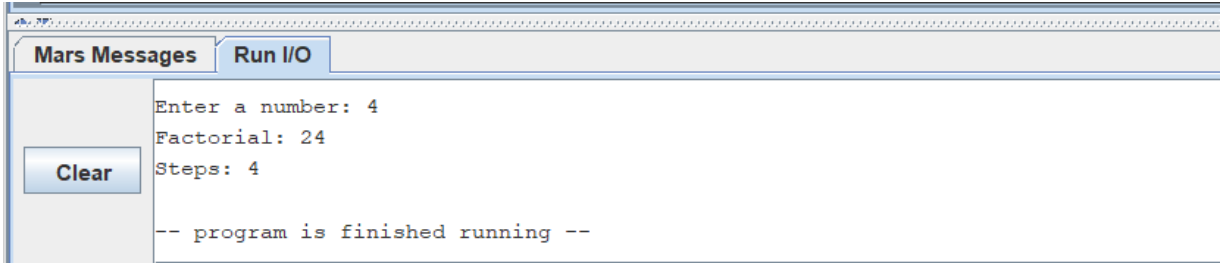 Mars Messages Run I/O
Enter a number: 4
Factorial: 24
Steps: 4
Clear
-- program is finished running --